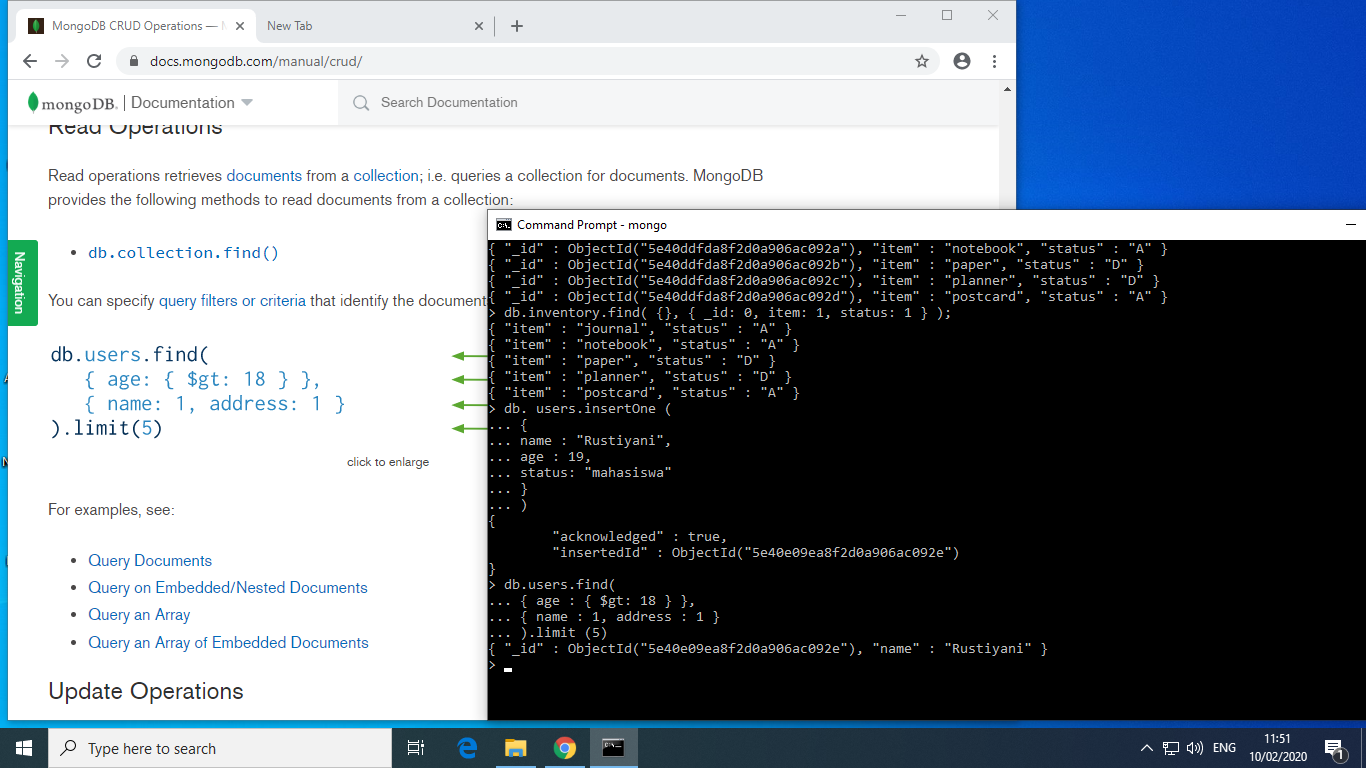 MongoDB CRUD Operations —
New Tab
docs.mongodb.com/manual/crud/
mongoDB. | Documentation
Search Documentation
Read Operations
Read operations retrieves documents from a collection; i.e. queries a collection for documents. MongoDB
provides the following methods to read documents from a collection:
• db.collection.find()
Navigation
You can specify query filters or criteria that identify the document
db.users.find(
{ age: { $gt: 18 } },
{ name: 1, address: 1 }
).limit(5)
click to enlarge
For examples, see:
• Query Documents
• Query on Embedded/Nested Documents
• Query an Array
• Query an Array of Embedded Documents
Update Operations
Command Prompt - mongo
{ "_id" : ObjectId("5e40ddfda8f2d0a906ac092a"), "item" : "notebook", "status" : "A" }
{ "_id" : ObjectId("5e40ddfda8f2d0a906ac092b"), "item" : "paper", "status" : "D" }
{ "_id" : ObjectId("5e40ddfda8f2d0a906ac092c"), "item" : "planner", "status" : "D" }
{ "_id" : ObjectId("5e40ddfda8f2d0a906ac092d"), "item" : "postcard", "status" : "A" }
> db.inventory.find( {}, { _id: 0, item: 1, status: 1 } );
{ "item" : "journal", "status" : "A" }
{ "item" : "notebook", "status" : "A" }
{ "item" : "paper", "status" : "D" }
{ "item" : "planner", "status" : "D" }
{ "item" : "postcard", "status" : "A" }
> db. users.insertOne (
... {
... name : "Rustiyani",
... age : 19,
... status: "mahasiswa"
... }
... )
{
"acknowledged" : true,
"insertedId" : ObjectId("5e40e09ea8f2d0a906ac092e")
}
> db.users.find(
... { age : { $gt: 18 } },
... { name : 1, address : 1 }
... ).limit (5)
{ "_id" : ObjectId("5e40e09ea8f2d0a906ac092e"), "name" : "Rustiyani" }
>
Type here to search
ENG
11:51
10/02/2020
1